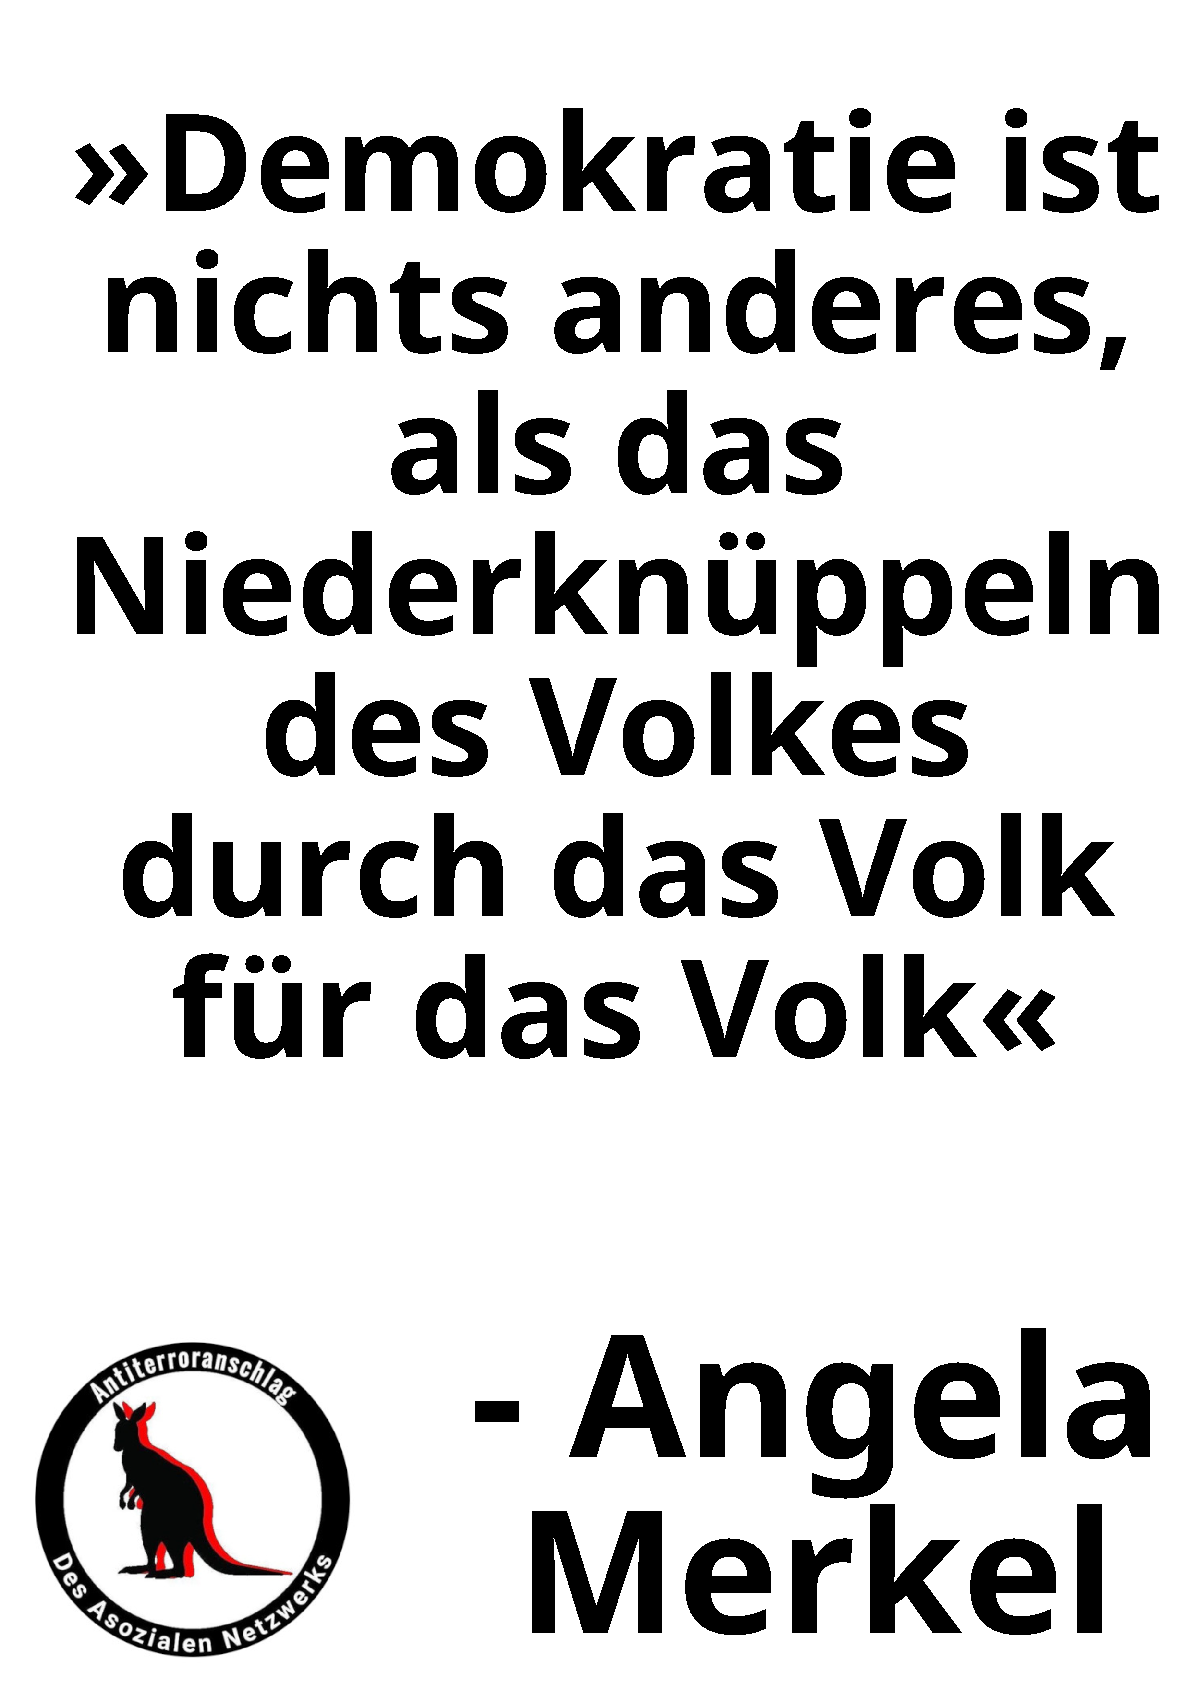 »Demokratie ist
nichts anderes,
als das
Niederknüppeln
des Volkes
durch das Volk
für das Volk«
- Angela
Merkel
Antiterroranschlag
Des Asozialen Netzwerks